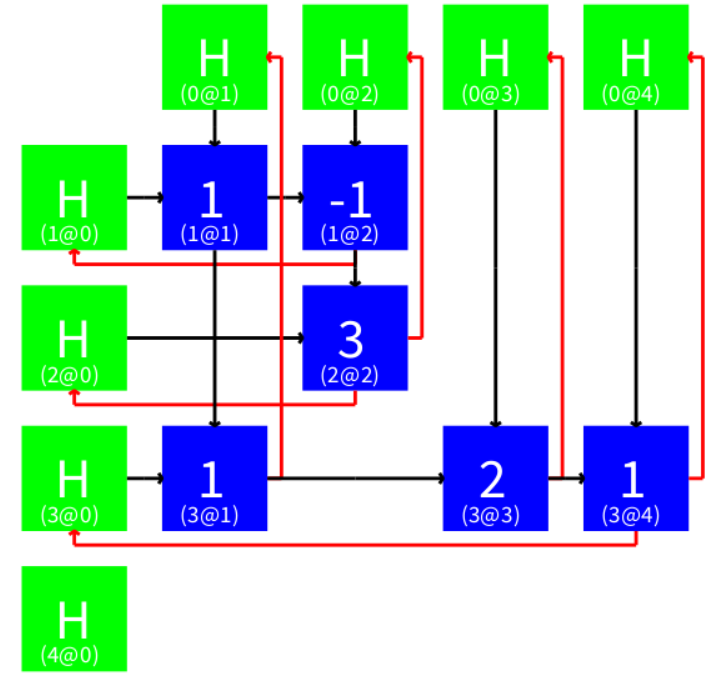 H H H H
(0@1) (0@2) (0@3) (0@4)
H 1 -1
(1@0) (1@1) (1@2)
H 3
(2@0) (2@2)
H 1 2 1
(3@0) (3@1) (3@3) (3@4)
H
(4@0)